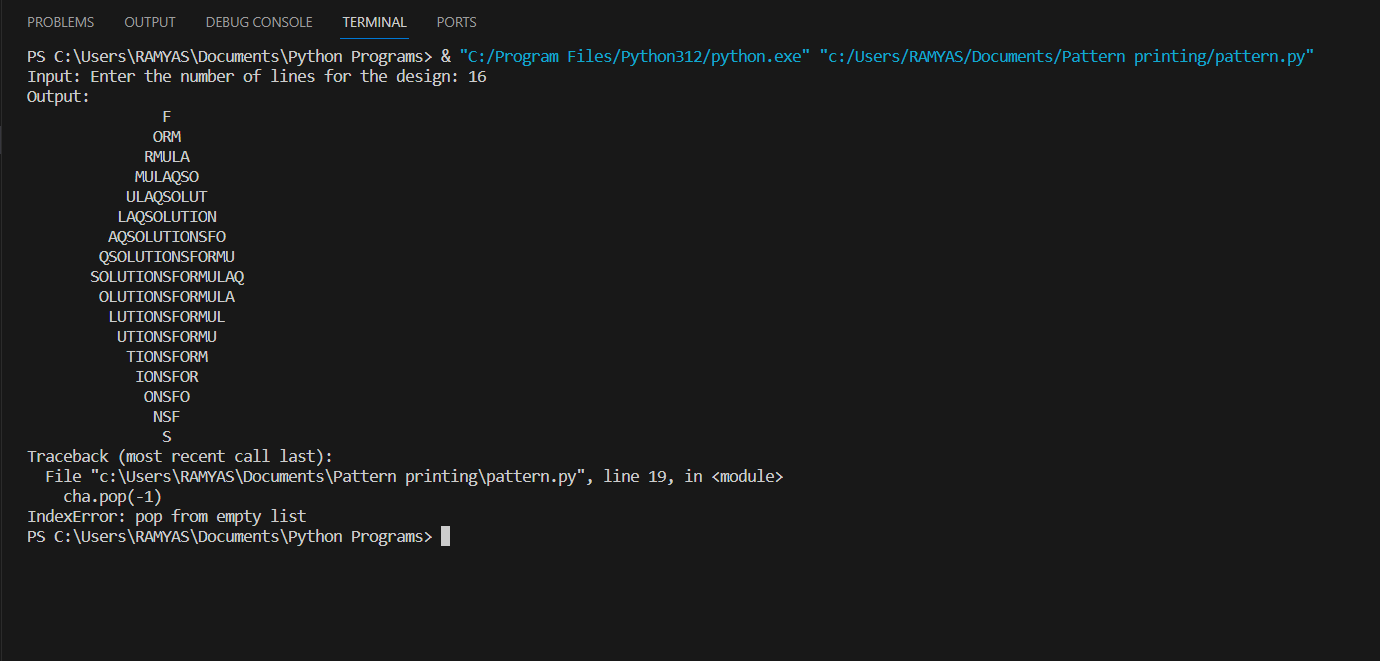 PROBLEMS OUTPUT DEBUG CONSOLE TERMINAL PORTS
PS C:\Users\RAMYAS\Documents\Python Programs> & "C:/Program Files/Python312/python.exe" "c:/Users/RAMYAS/Documents/Pattern printing/pattern.py"
Input: Enter the number of lines for the design: 16
Output:
F
ORM
RMULA
MULAQSO
ULAQSOLUT
LAQSOLUTION
AQSOLUTIONSFO
QSOLUTIONSFORMU
SOLUTIONSFORMULAQ
OLUTIONSFORMULA
LUTIONSFORMUL
UTIONSFORMU
TIONSFORM
IONSFOR
ONSFO
NSF
S
Traceback (most recent call last):
File "c:\Users\RAMYAS\Documents\Pattern printing\pattern.py", line 19, in <module>
cha.pop(-1)
IndexError: pop from empty list
PS C:\Users\RAMYAS\Documents\Python Programs>